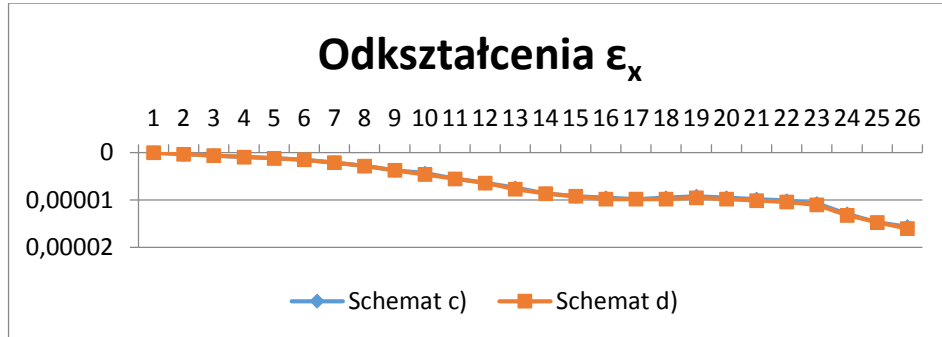 Odkształcenia εₓ
1 2 3 4 5 6 7 8 9 10 11 12 13 14 15 16 17 18 19 20 21 22 23 24 25 26
0
0,00001
0,00002
Schemat c) Schemat d)